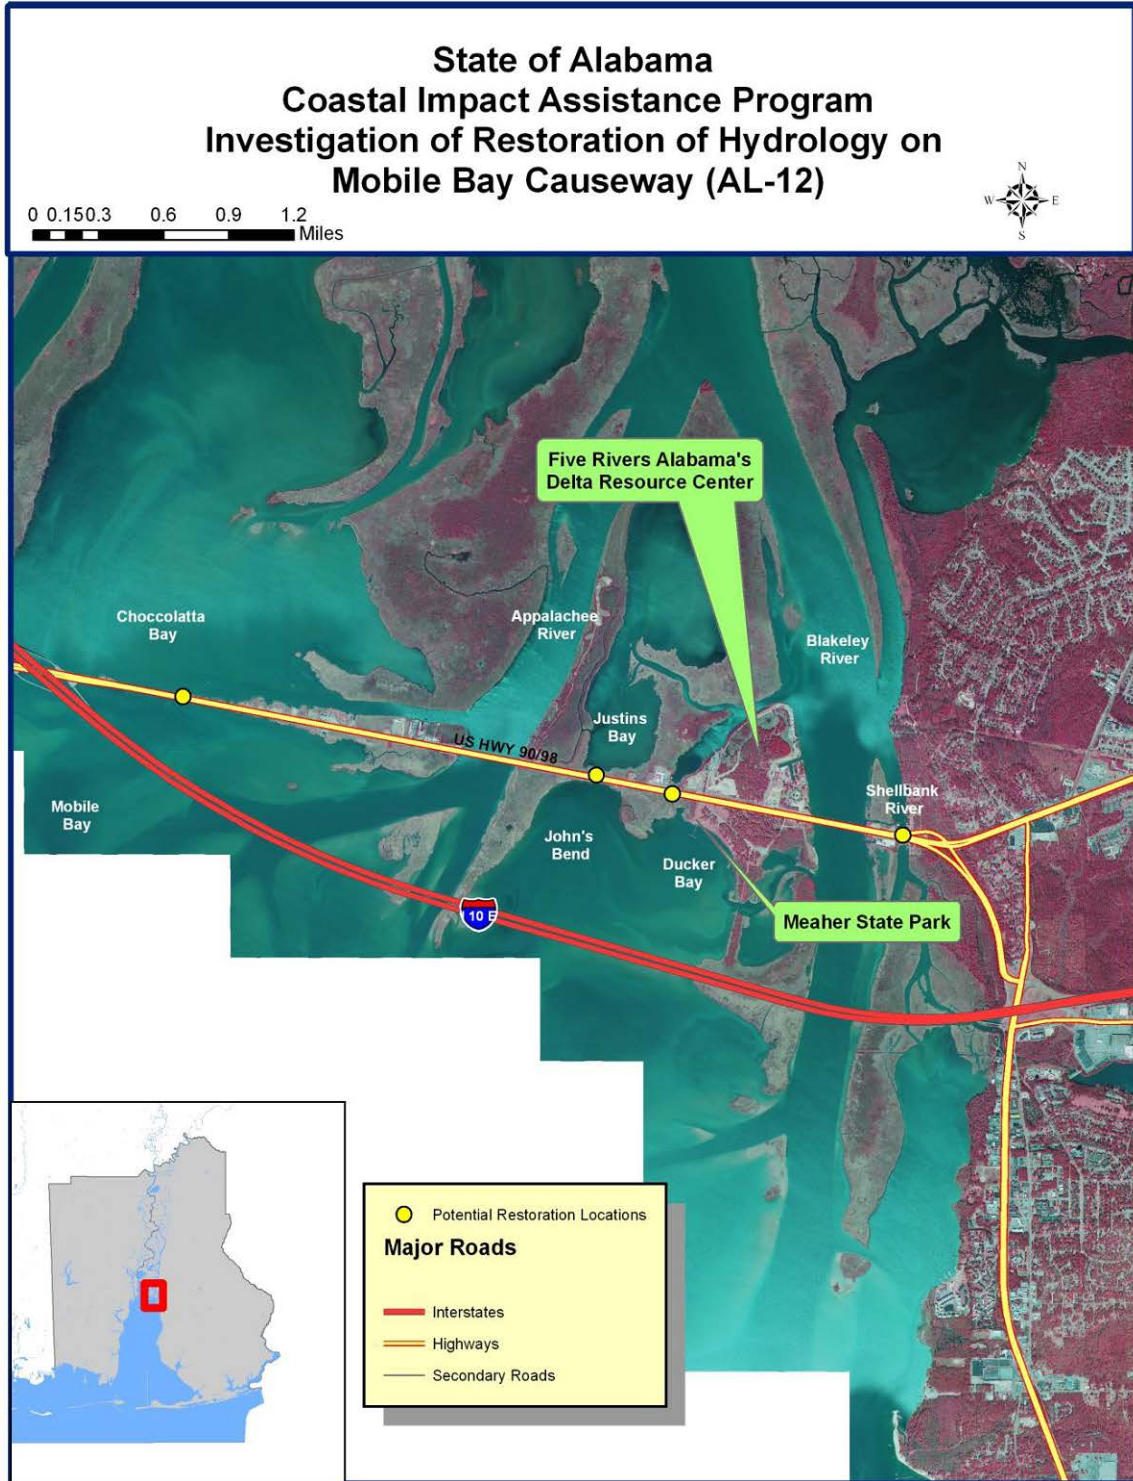 State of Alabama
Coastal Impact Assistance Program
Investigation of Restoration of Hydrology on
Mobile Bay Causeway (AL-12)
N
W E
S
0 0.15 0.3 0.6 0.9 1.2
Miles
Five Rivers Alabama's
Delta Resource Center
Choccolatta
Bay
Appalachee
River
Blakeley
River
Justins
Bay
US HWY 90/98
Mobile
Bay
Shellbank
River
John's
Bend
Ducker
Bay
I 10 E
Meaher State Park
Potential Restoration Locations
Major Roads
Interstates
Highways
Secondary Roads